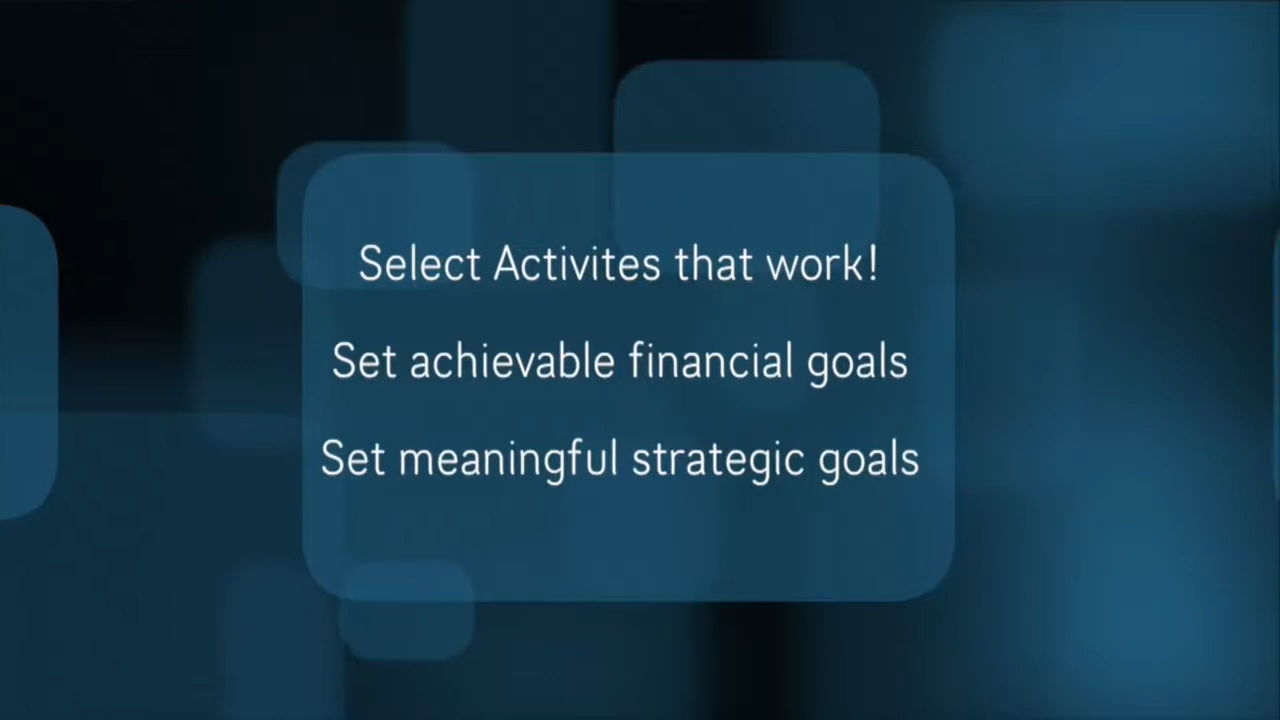 Select Activites that work!
Set achievable financial goals
Set meaningful strategic goals